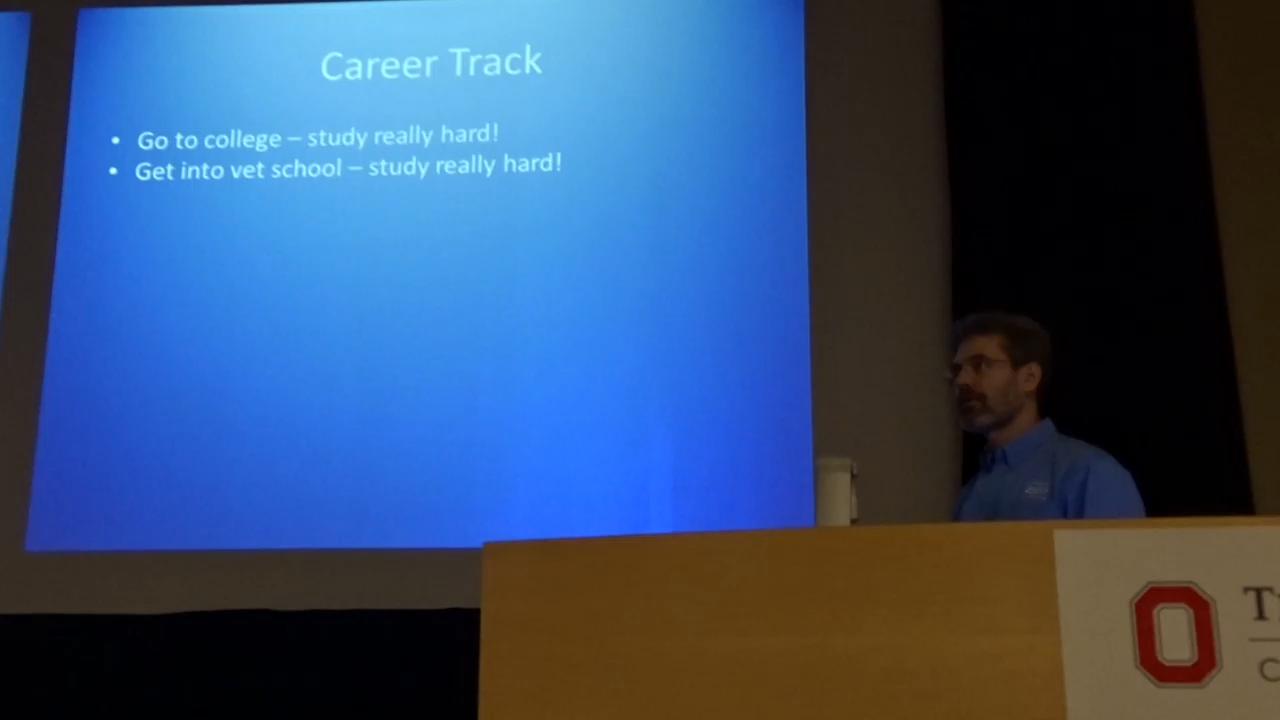 Career Track
• Go to college – study really hard!
• Get into vet school – study really hard!
O